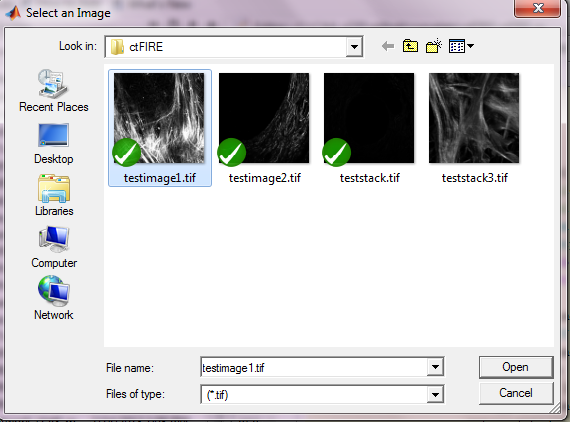 Select an Image
Look in: ctFIRE
Recent Places
Desktop
Libraries
Computer
Network
testimage1.tif testimage2.tif teststack.tif teststack3.tif
File name: testimage1.tif Open
Files of type: (*.tif) Cancel